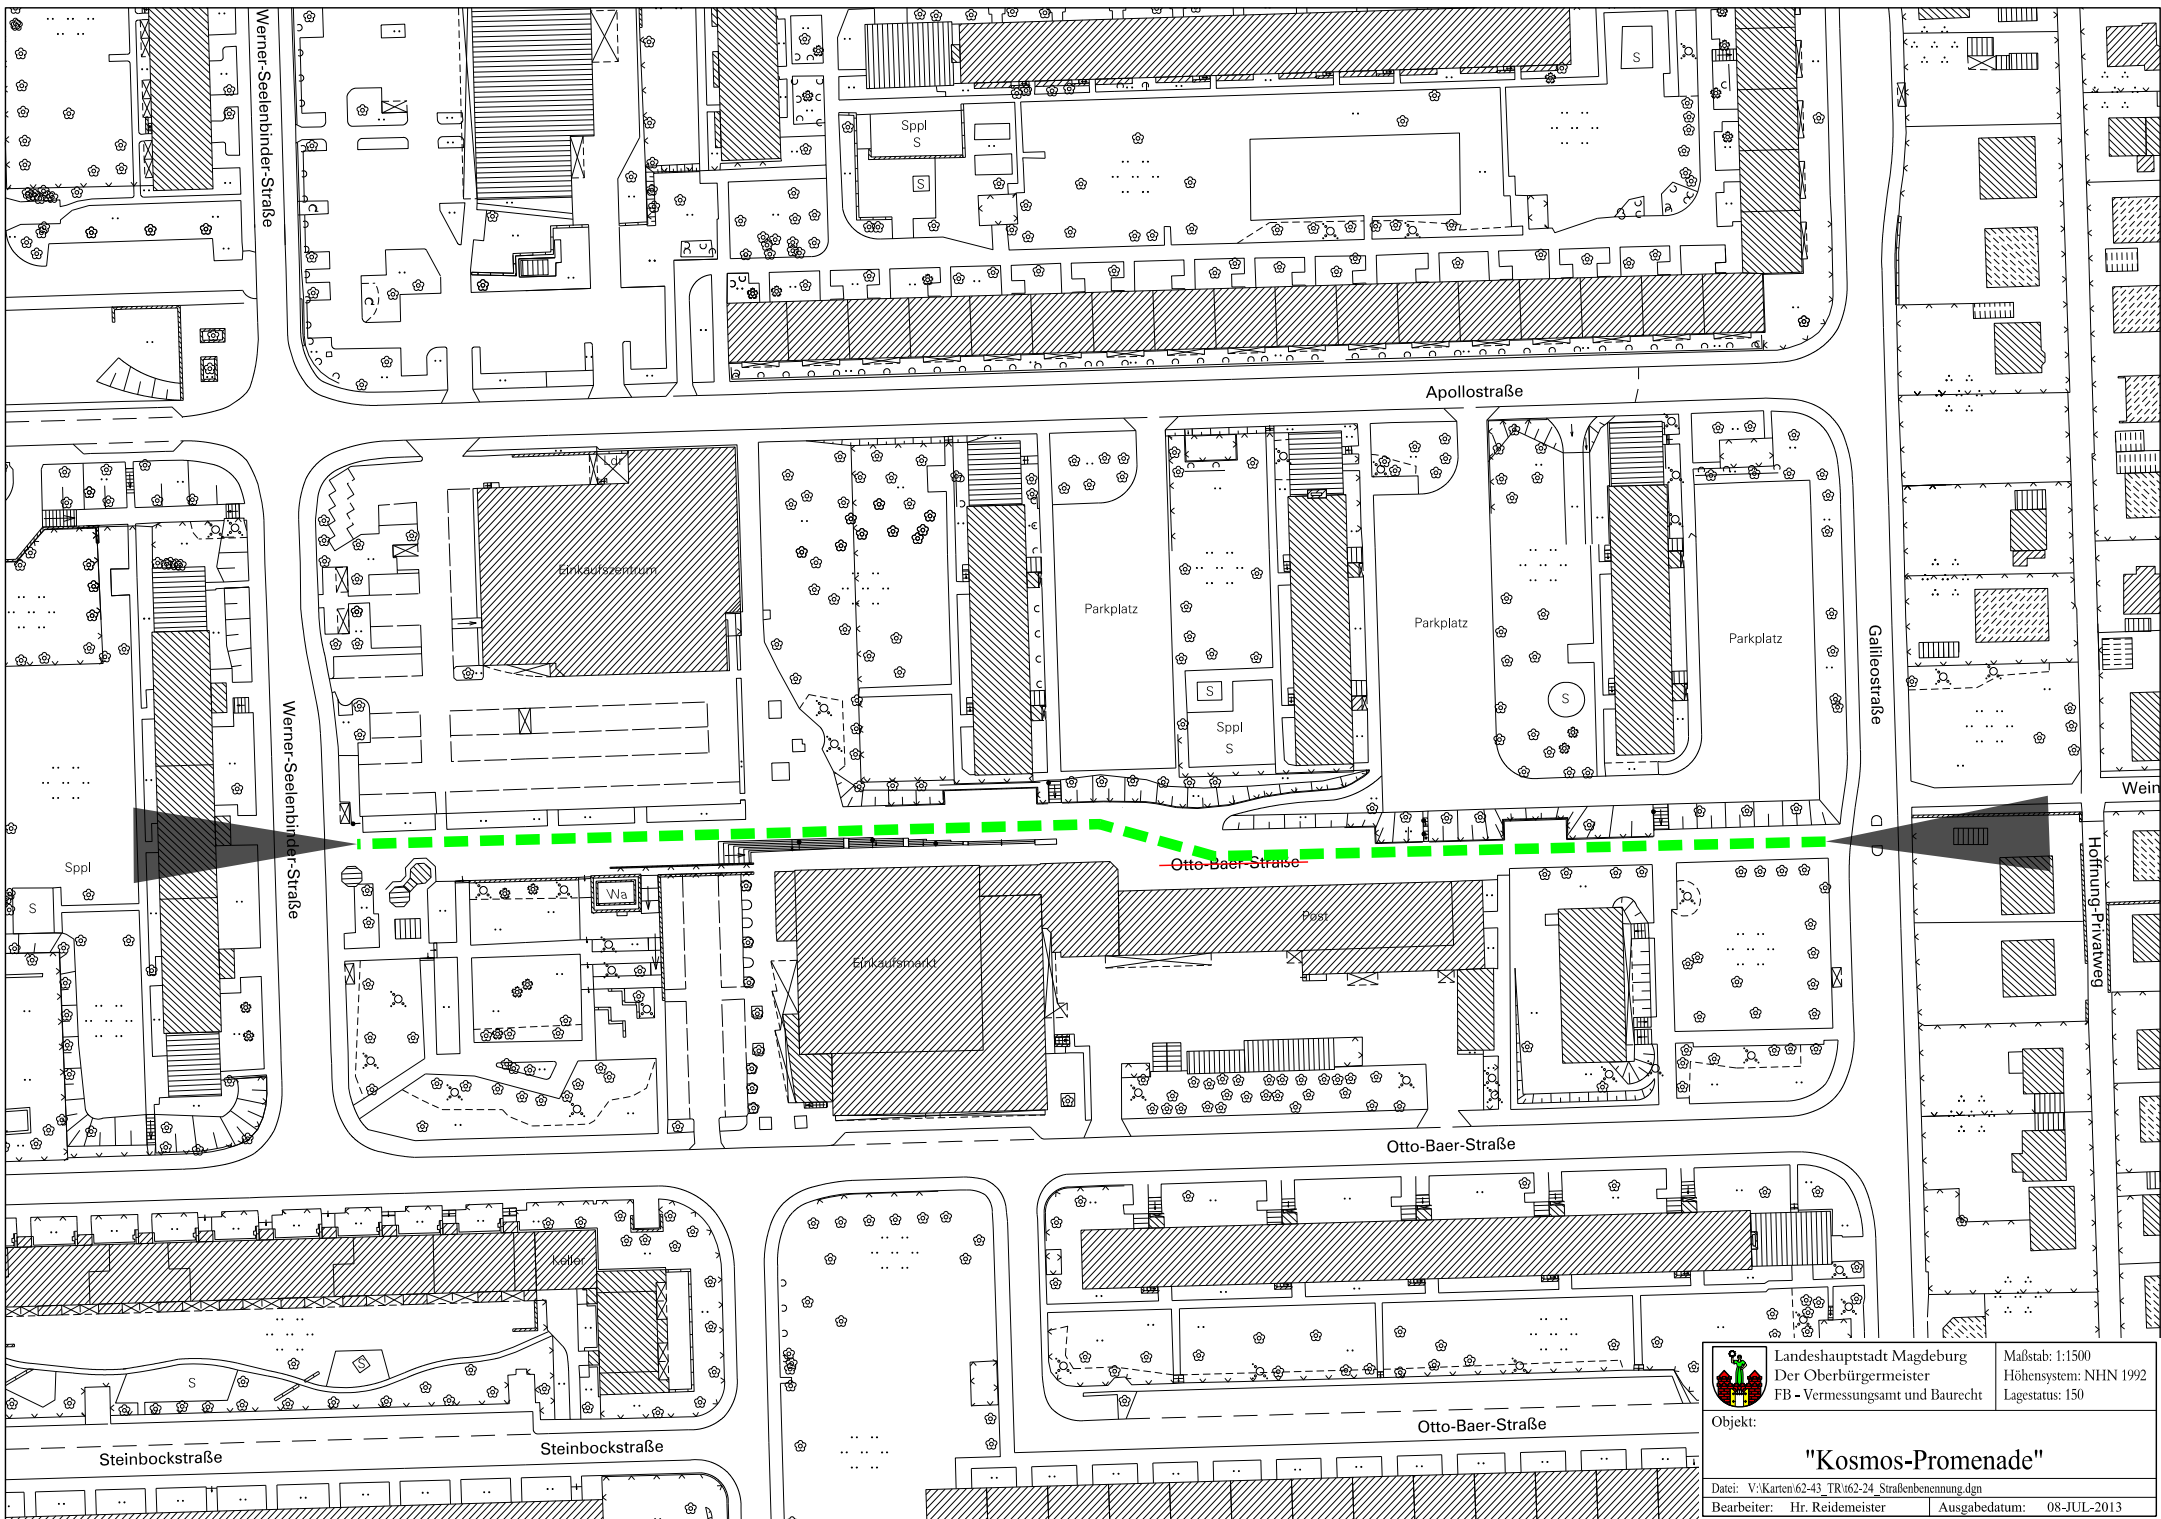 Werner-Seelenbinder-Straße
S
Sppl
S
S
Apollostraße
Ldr
Einkaufszentrum
Parkplatz
Parkplatz
Parkplatz
Galileostraße
S
S
Sppl
S
Werner-Seelenbinder-Straße
Wein
Sppl
S
Otto-Baer-Straße
Wa
Post
Einkaufsmarkt
Hoffnung-Privatweg
Otto-Baer-Straße
Keller
S
S
Otto-Baer-Straße
Steinbockstraße
Steinbockstraße
Landeshauptstadt Magdeburg
Der Oberbürgermeister
FB - Vermessungsamt und Baurecht
Maßstab: 1:1500
Höhensystem: NHN 1992
Lagestatus: 150
Objekt:
"Kosmos-Promenade"
Datei: V:\Karten\62-43_TR\t62-24_Straßenbenennung.dgn
Bearbeiter: Hr. Reidemeister
Ausgabedatum: 08-JUL-2013